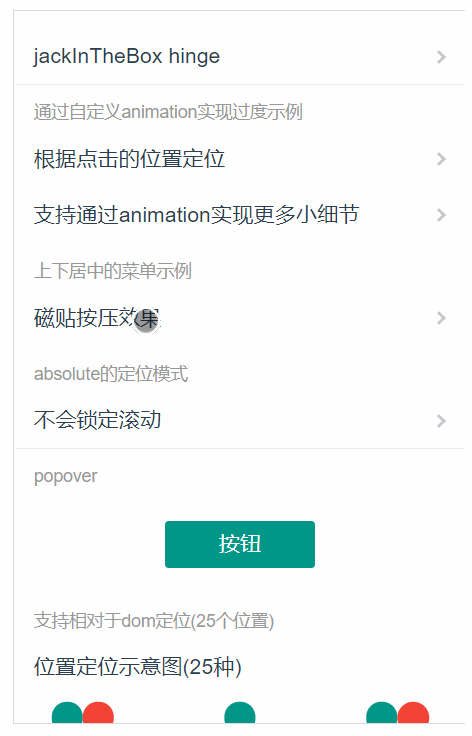 jackInTheBox hinge
通过自定义animation实现过度示例
根据点击的位置定位
支持通过animation实现更多小细节
上下居中的菜单示例
磁贴按压效果
absolute的定位模式
不会锁定滚动
popover
按钮
支持相对于dom定位(25个位置)
位置定位示意图(25种)